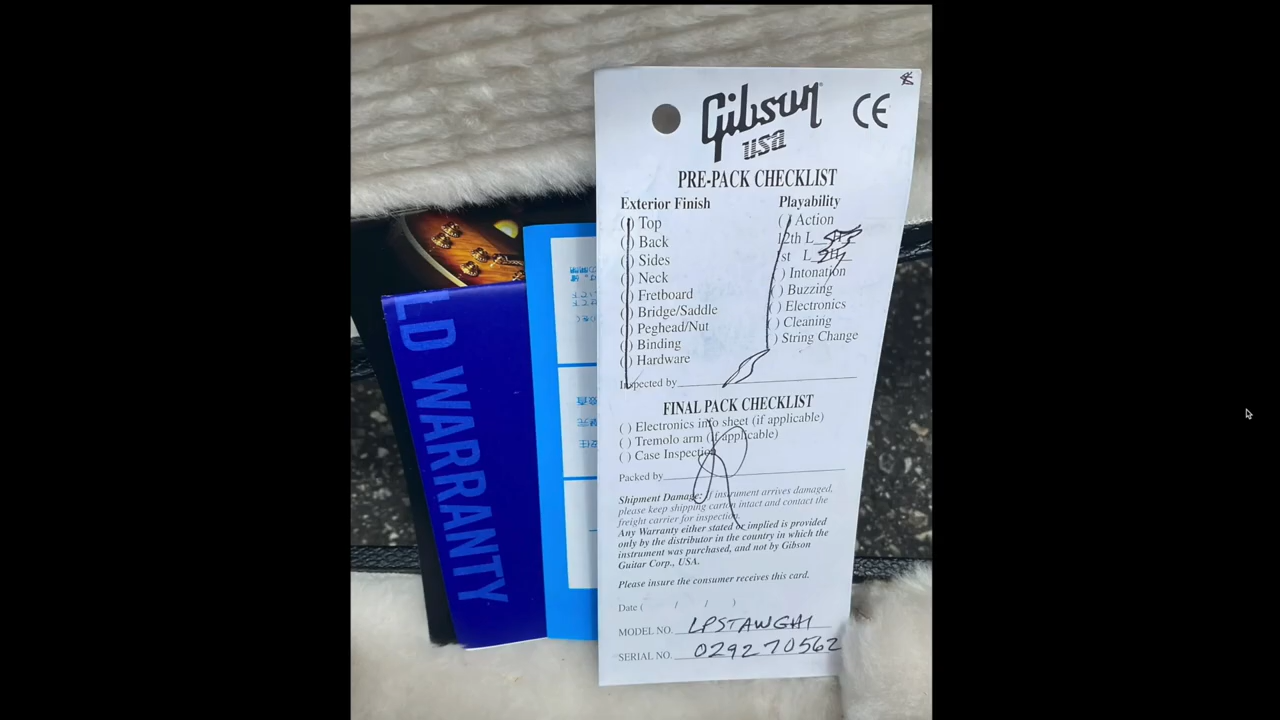 Gibson
usa
CE
PRE-PACK CHECKLIST
Exterior Finish
( ) Top
( ) Back
( ) Sides
( ) Neck
( ) Fretboard
( ) Bridge/Saddle
( ) Peghead/Nut
( ) Binding
( ) Hardware
Playability
( ) Action
12th L
1st L
( ) Intonation
( ) Buzzing
( ) Electronics
( ) Cleaning
( ) String Change
Inspected by
FINAL PACK CHECKLIST
( ) Electronics info sheet (if applicable)
( ) Tremolo arm (if applicable)
( ) Case Inspection
Packed by
Shipment Damage: if instrument arrives damaged,
please keep shipping carton intact and contact the
freight carrier for inspection.
Any Warranty either stated or implied is provided
only by the distributor in the country in which the
instrument was purchased, and not by Gibson
Guitar Corp., USA.
Please insure the consumer receives this card.
Date ( / / )
MODEL NO. LPSTAWGH1
SERIAL NO. 029270562
LD WARRANTY